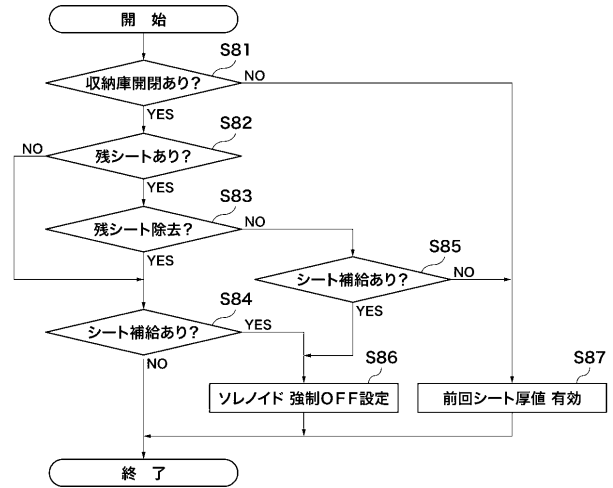 開 始
S81
収納庫開閉あり?
NO
YES
S82
残シートあり?
NO
YES
S83
残シート除去?
NO
YES
S85
シート補給あり?
NO
YES
S84
シート補給あり?
YES
NO
S86
ソレノイド 強制OFF設定
S87
前回シート厚値 有効
終 了